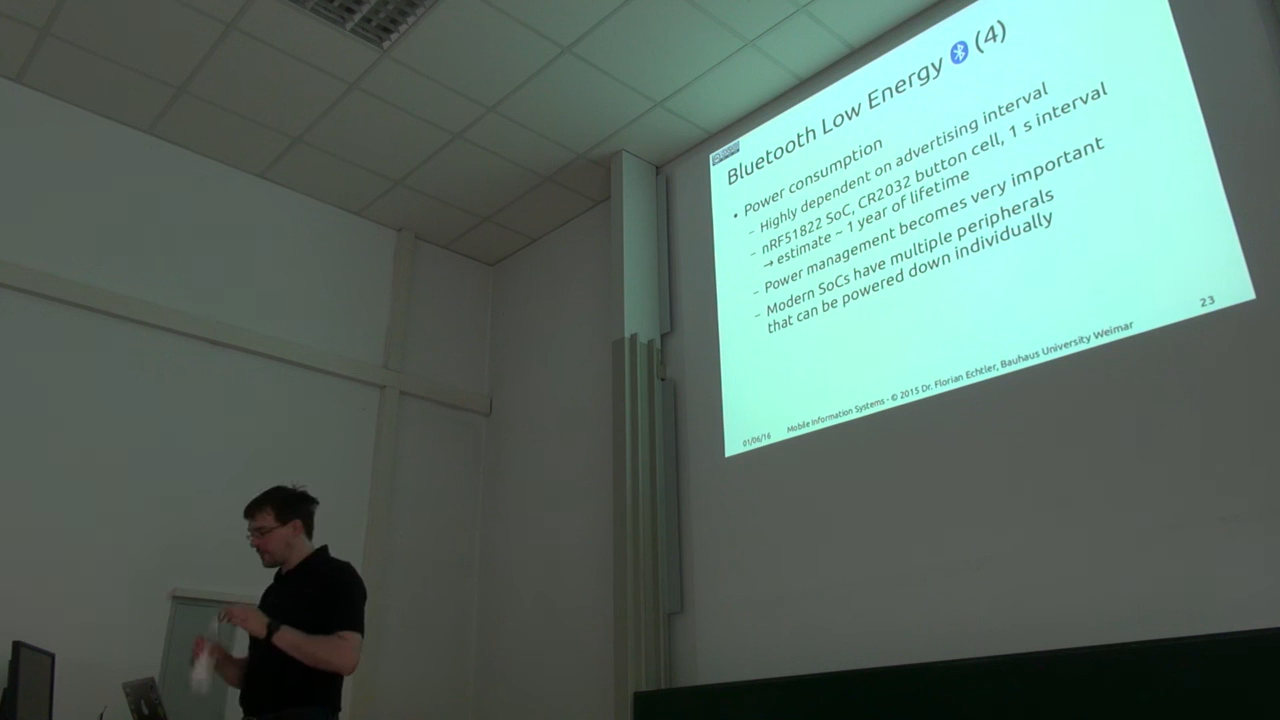 Bluetooth Low Energy (4)
• Power consumption
– Highly dependent on advertising interval
– nRF51822 SoC, CR2032 button cell, 1 s interval
→ estimate ~ 1 year of lifetime
– Power management becomes very important
– Modern SoCs have multiple peripherals
that can be powered down individually
01/06/16 Mobile Information Systems - © 2015 Dr. Florian Echtler, Bauhaus University Weimar 23